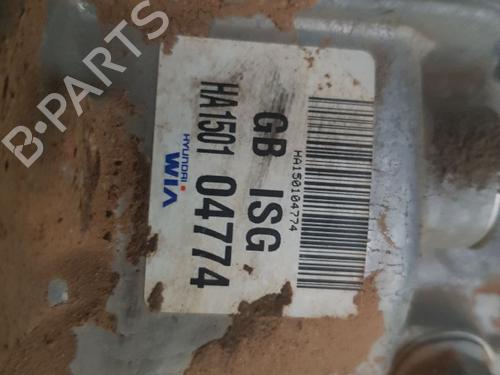 B-PARTS
HA150104774
GB ISG
HA1501 04774
HYUNDAI
WIA